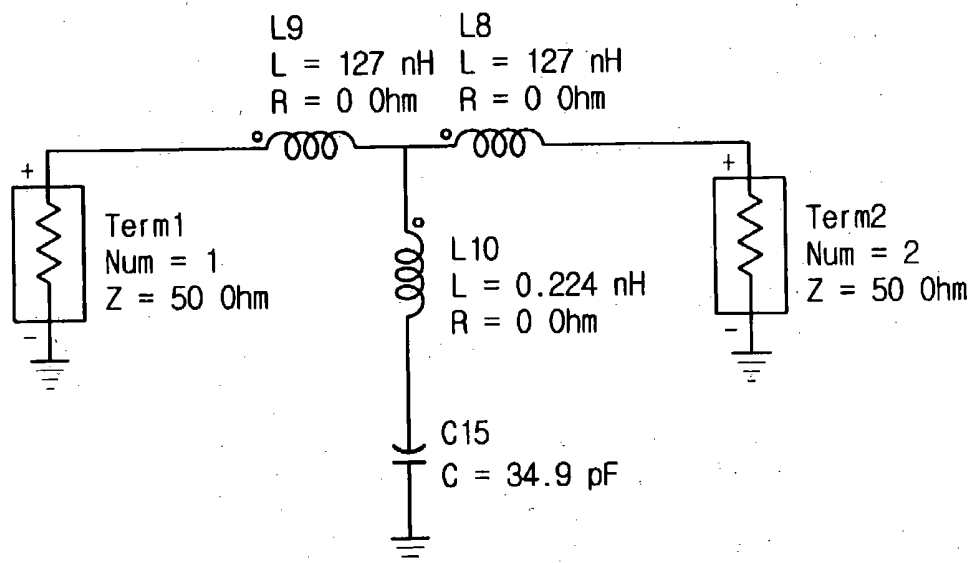 L9
L = 127 nH
R = 0 Ohm
L8
L = 127 nH
R = 0 Ohm
+
Term1
Num = 1
Z = 50 Ohm
-
L10
L = 0.224 nH
R = 0 Ohm
+
Term2
Num = 2
Z = 50 Ohm
-
C15
C = 34.9 pF